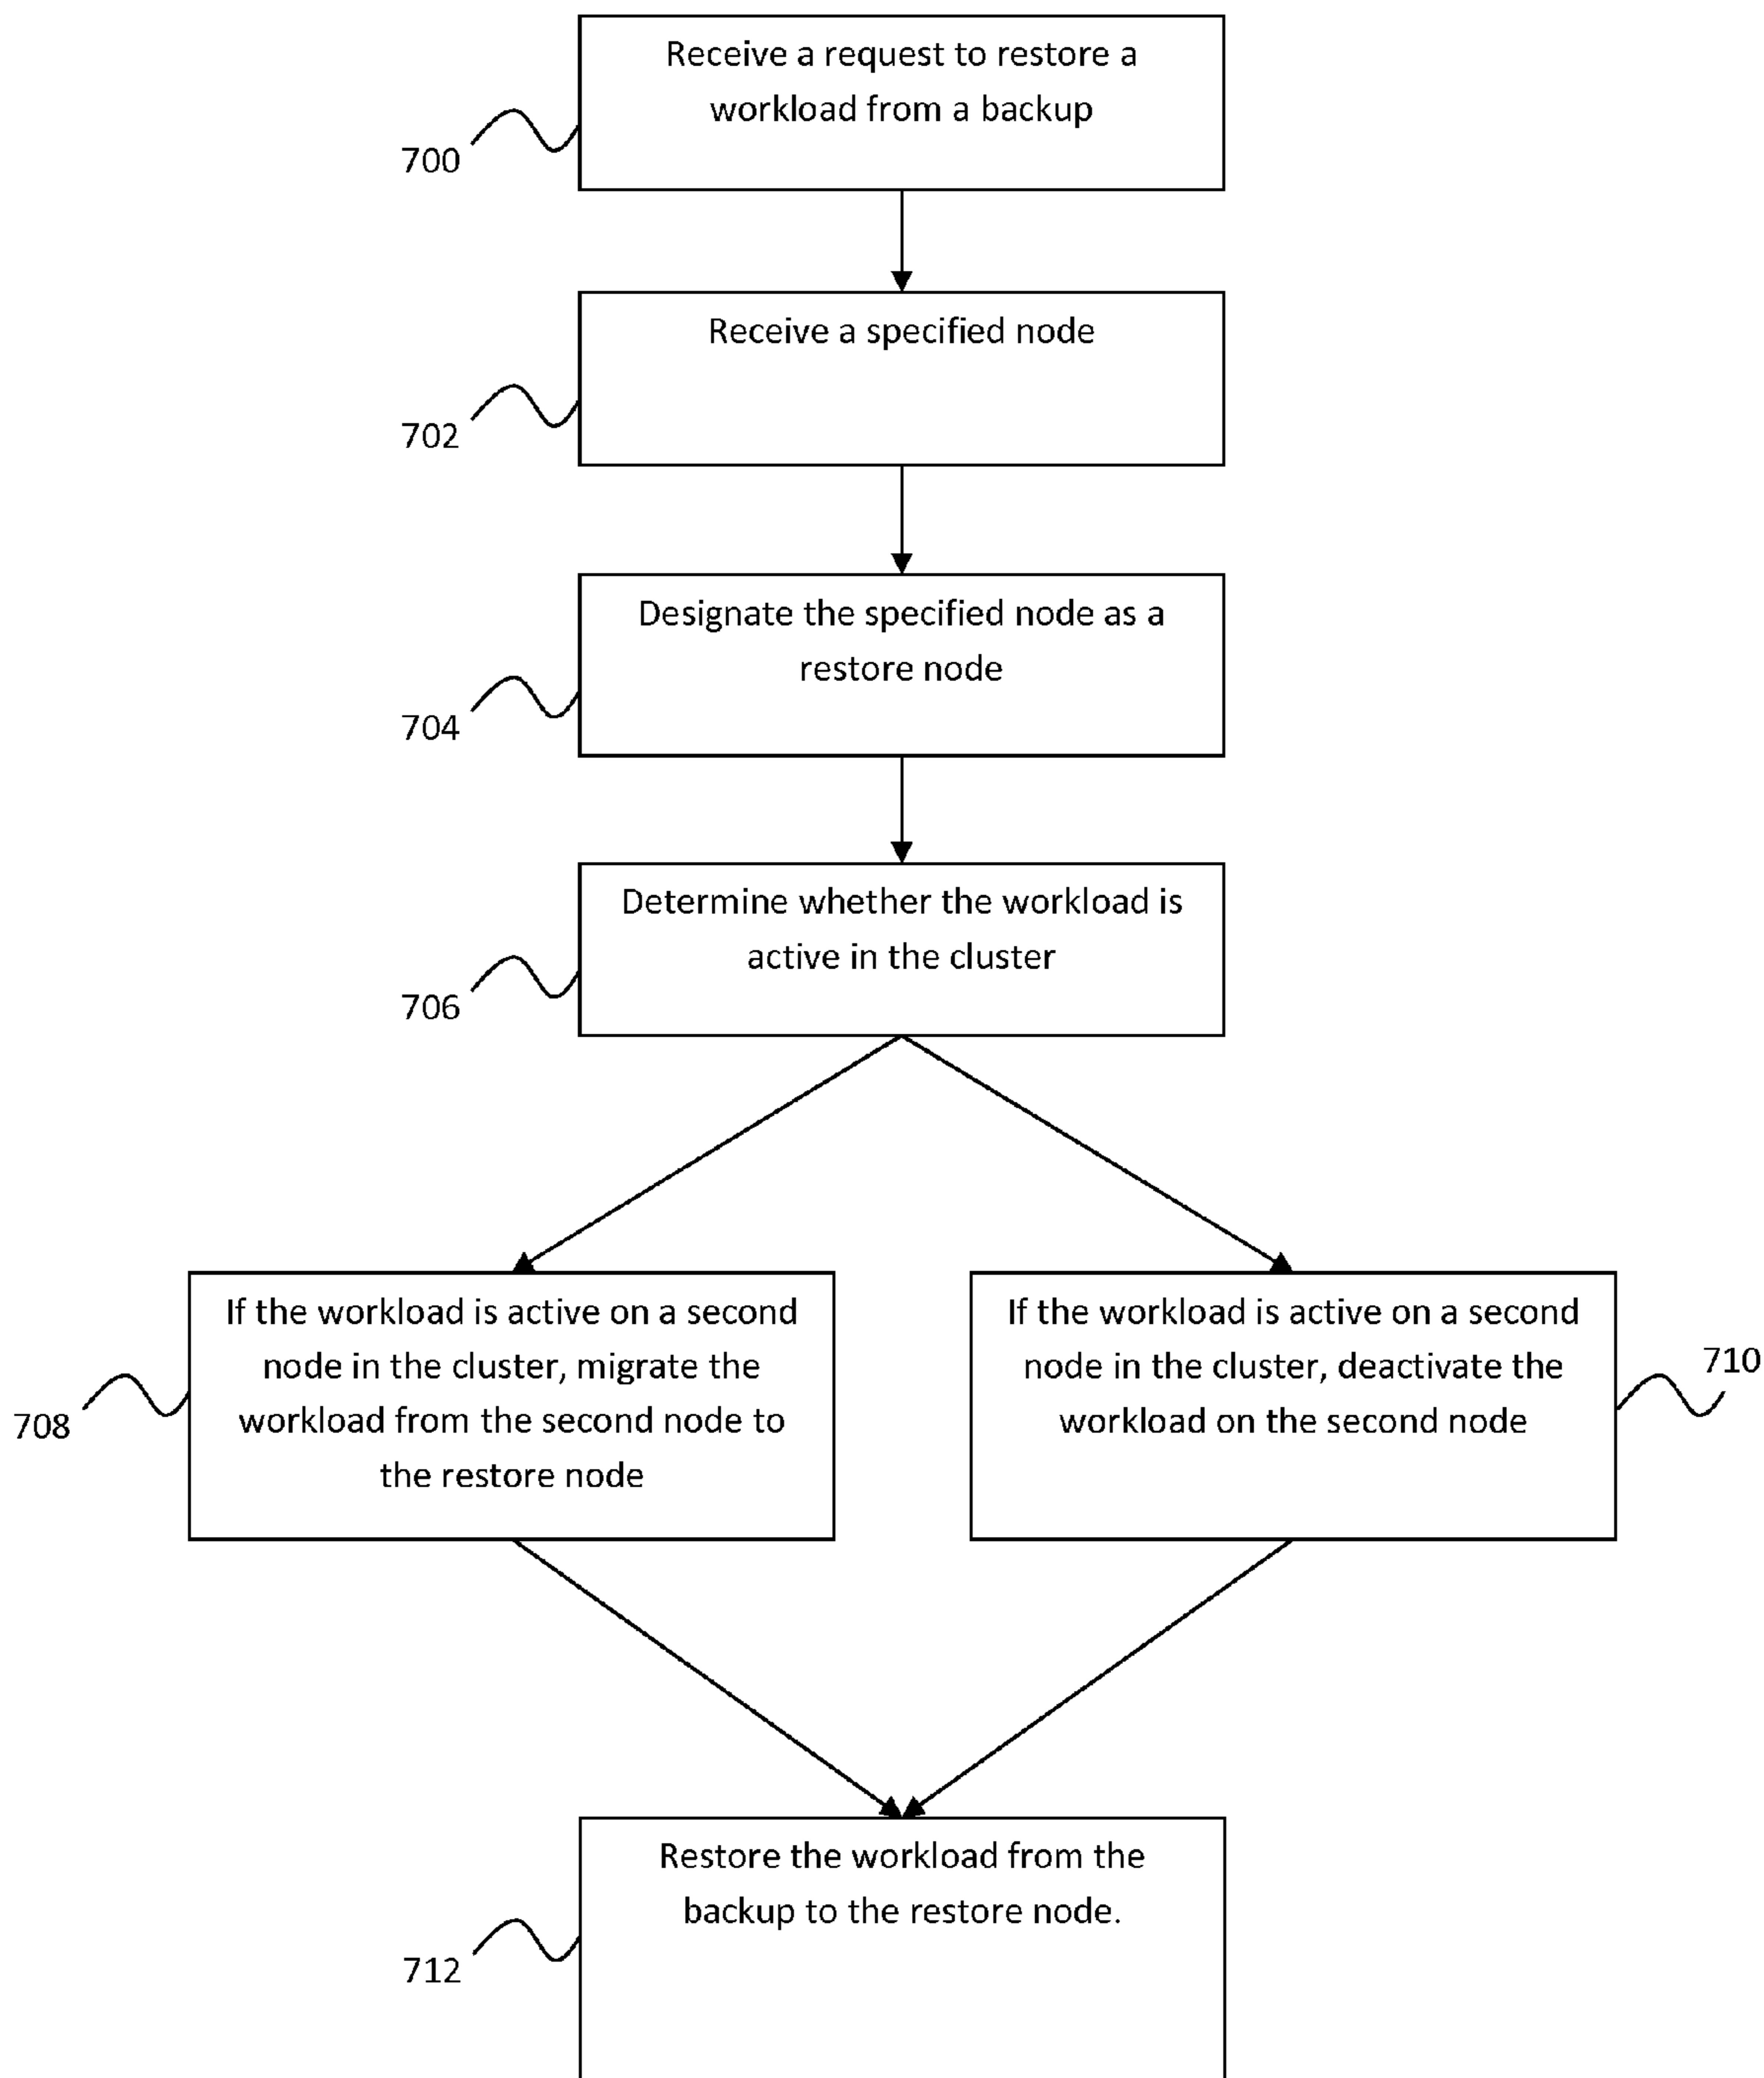 Receive a request to restore a
workload from a backup
700
Receive a specified node
702
Designate the specified node as a
restore node
704
Determine whether the workload is
active in the cluster
706
If the workload is active on a second
node in the cluster, migrate the
workload from the second node to
the restore node
708
If the workload is active on a second
node in the cluster, deactivate the
workload on the second node
710
Restore the workload from the
backup to the restore node.
712